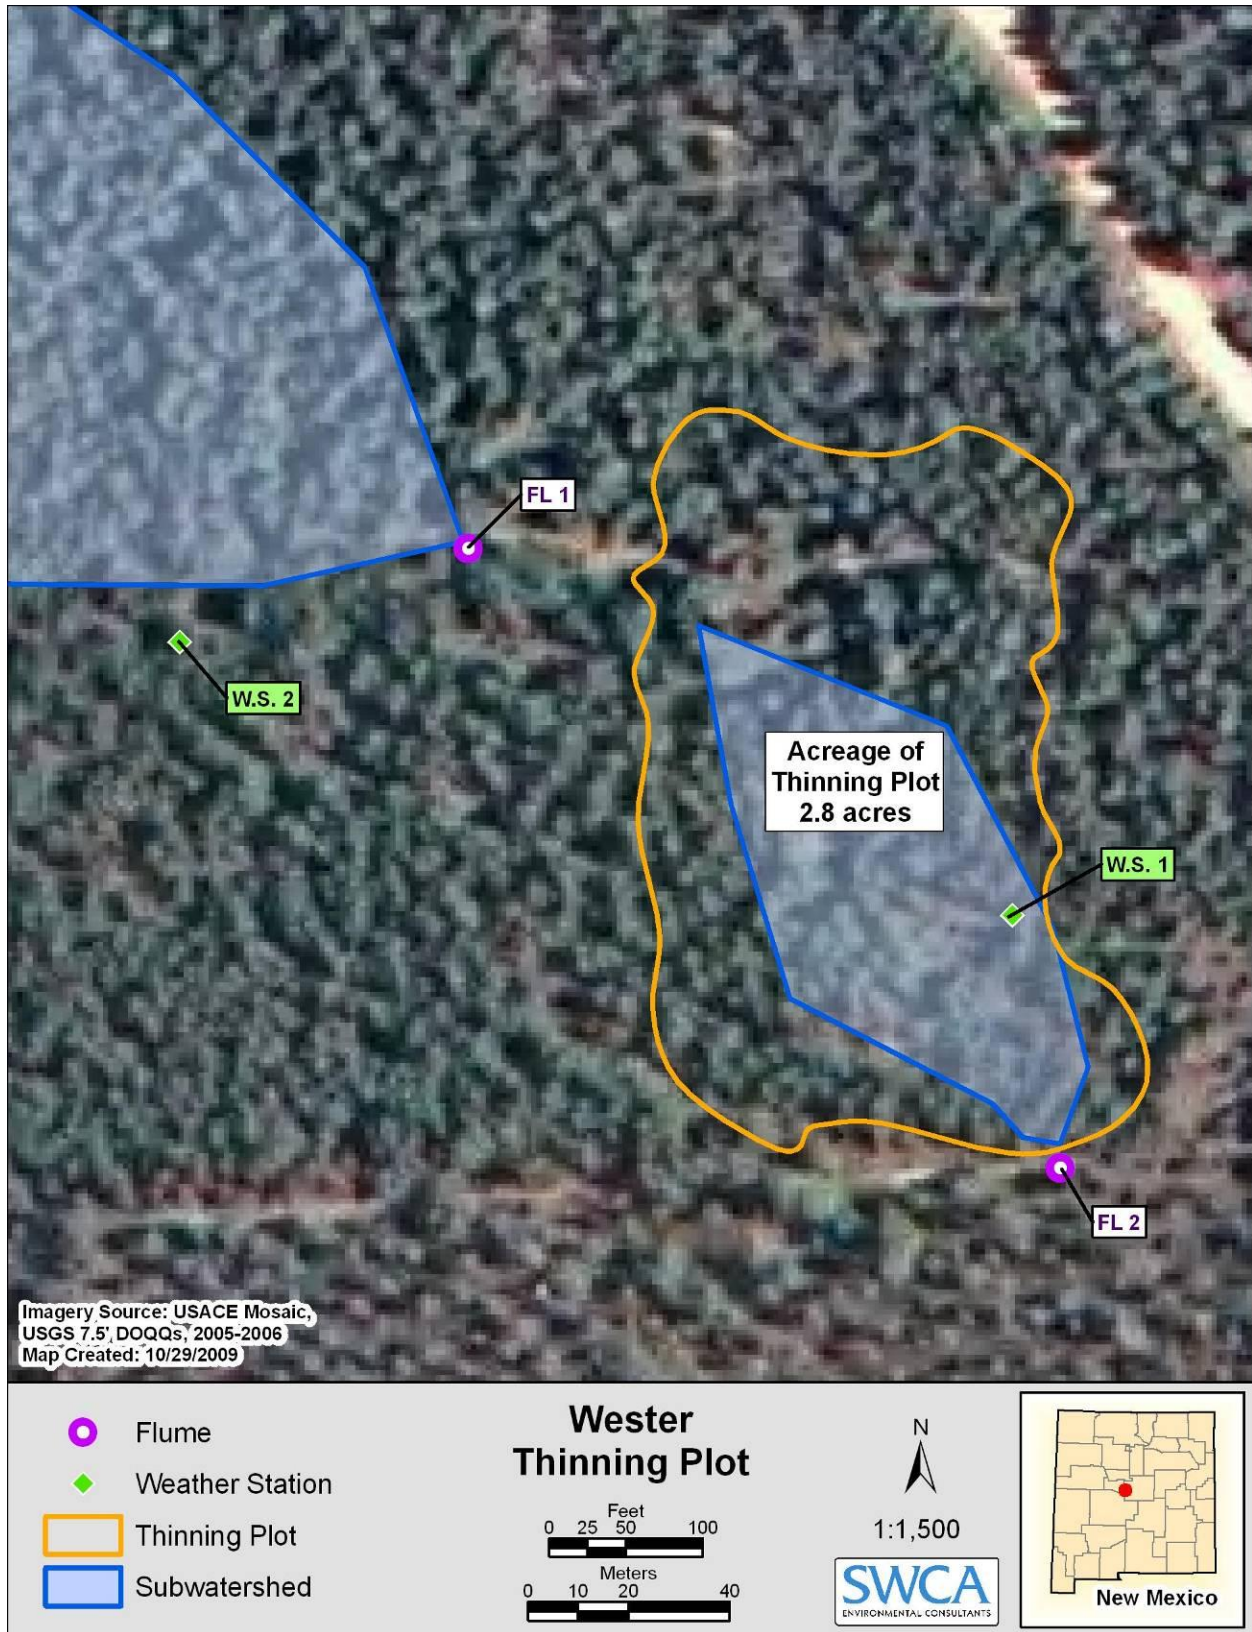 FL 1
W.S. 2
Acreage of
Thinning Plot
2.8 acres
W.S. 1
FL 2
Imagery Source: USACE Mosaic,
USGS 7.5' DOQQs, 2005-2006
Map Created: 10/29/2009
Flume
Weather Station
Thinning Plot
Subwatershed
Wester
Thinning Plot
Feet
0 25 50 100
Meters
0 10 20 40
N
1:1,500
SWCA
ENVIRONMENTAL CONSULTANTS
New Mexico